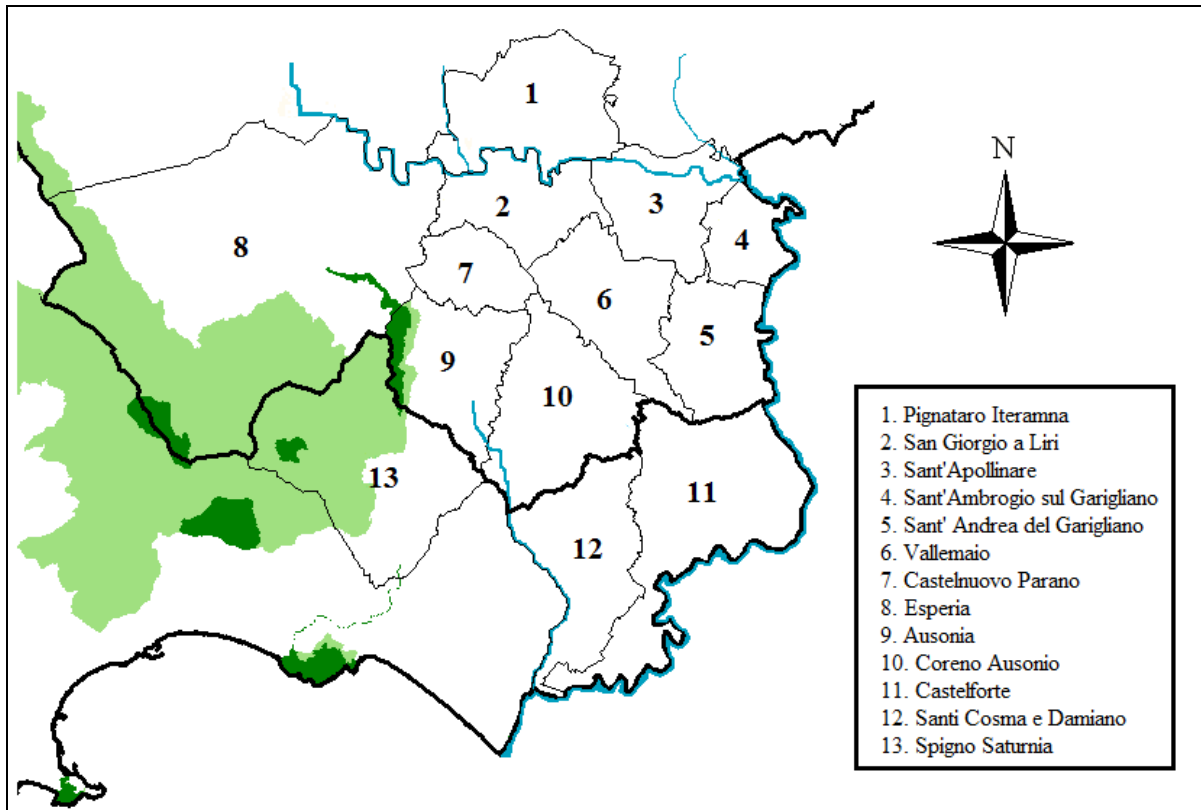 1
N
2
3
4
8
7
6
5
9
10
13
11
12
1. Pignataro Iteramna
2. San Giorgio a Liri
3. Sant'Apollinare
4. Sant'Ambrogio sul Garigliano
5. Sant' Andrea del Garigliano
6. Vallemaio
7. Castelnuovo Parano
8. Esperia
9. Ausonia
10. Coreno Ausonio
11. Castelforte
12. Santi Cosma e Damiano
13. Spigno Saturnia